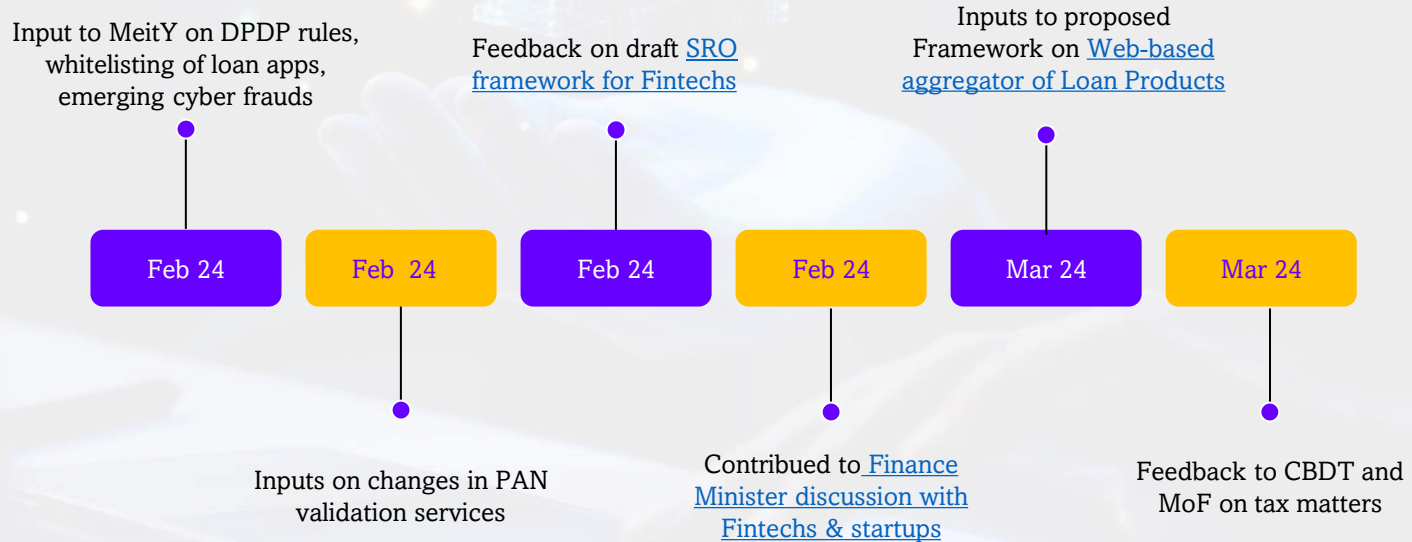 Input to MeitY on DPDP rules,
whitelisting of loan apps,
emerging cyber frauds
Feedback on draft SRO
framework for Fintechs
Inputs to proposed
Framework on Web-based
aggregator of Loan Products
Feb 24
Feb 24
Feb 24
Feb 24
Mar 24
Mar 24
Inputs on changes in PAN
validation services
Contribued to Finance
Minister discussion with
Fintechs & startups
Feedback to CBDT and
MoF on tax matters